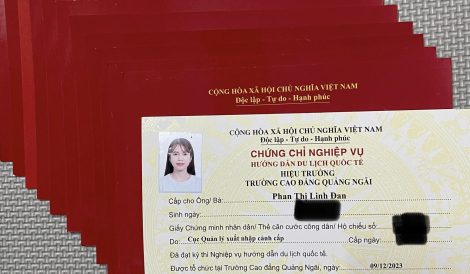 CỘNG HÒA XÃ HỘI CHỦ NGHĨA VIỆT NAM
Độc lập - Tự do - Hạnh phúc
CỘNG HÒA XÃ HỘI CHỦ NGHĨA VIỆT NAM
Độc lập - Tự do - Hạnh phúc
CHỨNG CHỈ NGHIỆP VỤ
HƯỚNG DẪN DU LỊCH QUỐC TẾ
HIỆU TRƯỞNG
TRƯỜNG CAO ĐẲNG QUẢNG NGÃI
Cấp cho Ông/ Bà: Phan Thị Linh Đan
Sinh ngày:
Giấy Chứng minh nhân dân/ Thẻ căn cước công dân/ Hộ chiếu số:
Do: Cục Quản lý xuất nhập cảnh cấp Cấp ngày:
Đã đạt kỳ thi Nghiệp vụ hướng dẫn du lịch quốc tế.
Được tổ chức tại Trường Cao đẳng Quảng Ngãi, ngày 09/12/2023